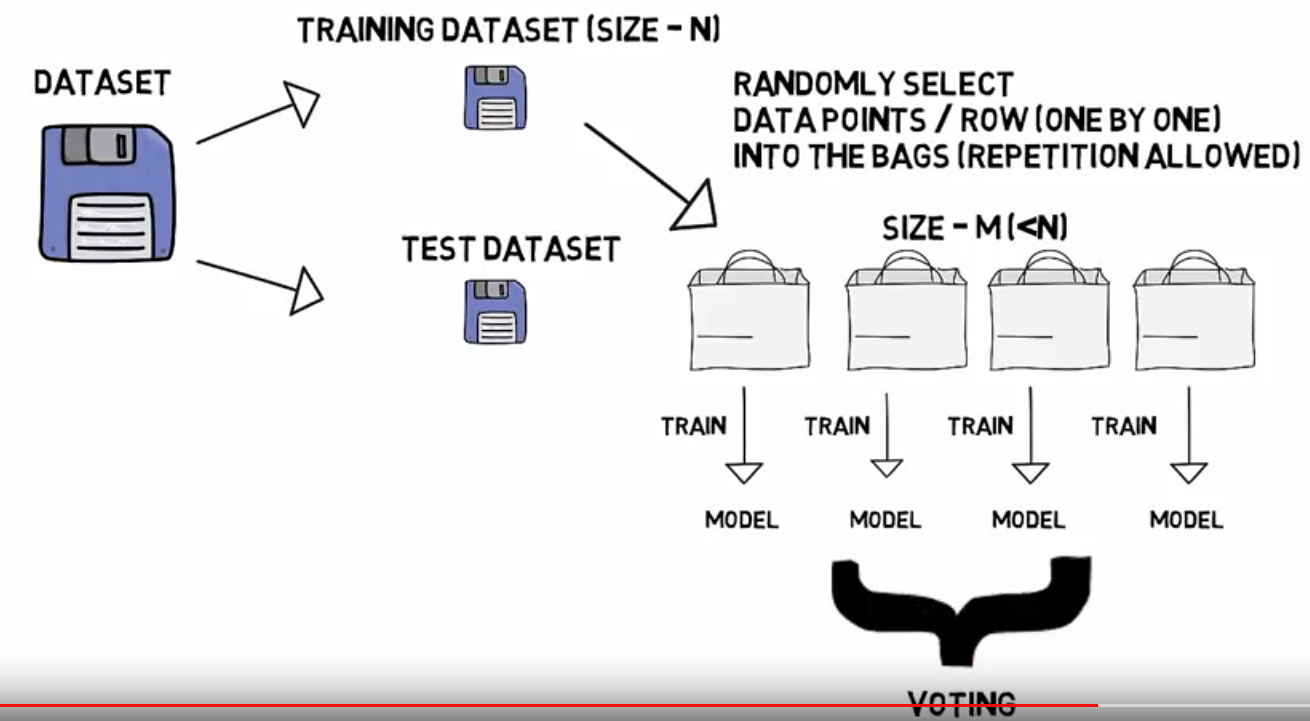 TRAINING DATASET (SIZE - N)
DATASET
RANDOMLY SELECT
DATA POINTS / ROW (ONE BY ONE)
INTO THE BAGS (REPETITION ALLOWED)
TEST DATASET
SIZE - M (<N)
TRAIN TRAIN TRAIN TRAIN
MODEL MODEL MODEL MODEL
VOTING